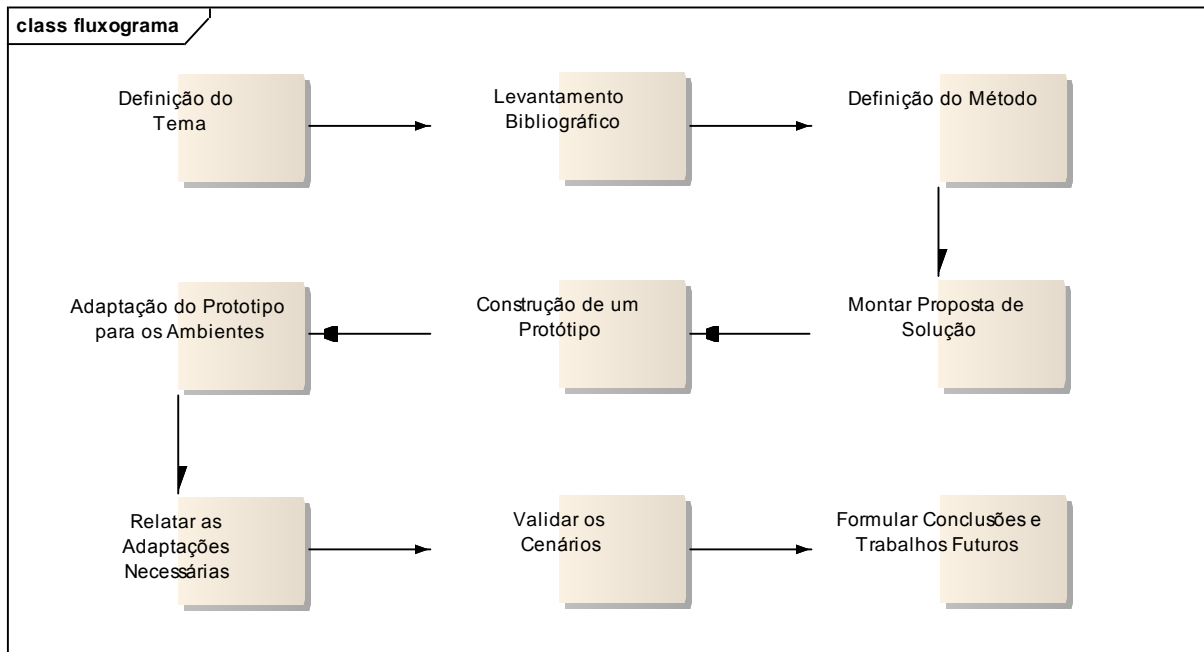 class fluxograma
Definição do
Tema
Levantamento
Bibliográfico
Definição do Método
Adaptação do Prototipo
para os Ambientes
Construção de um
Protótipo
Montar Proposta de
Solução
Relatar as
Adaptações
Necessárias
Validar os
Cenários
Formular Conclusões e
Trabalhos Futuros